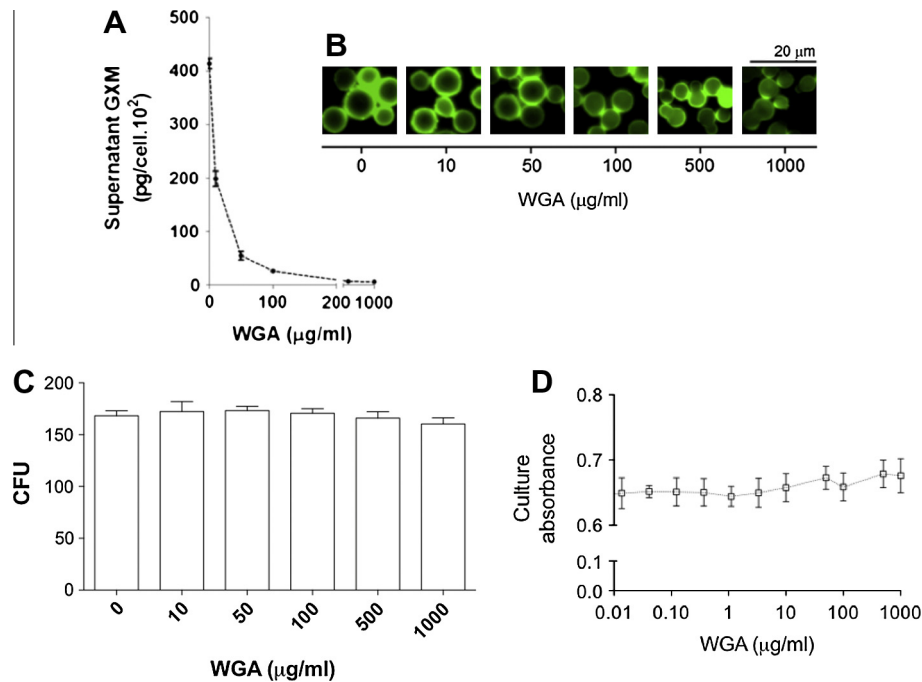 A
500
400
300
200
100
0
Supernatant GXM
(pg/cell.10²)
0 100 200 1000
WGA (μg/ml)
B
20 μm
0 10 50 100 500 1000
WGA (μg/ml)
C
200
150
100
50
0
CFU
0 10 50 100 500 1000
WGA (μg/ml)
D
0.8
0.7
0.6
0.1
0.0
Culture
absorbance
0.01 0.10 1 10 100 1000
WGA (μg/ml)